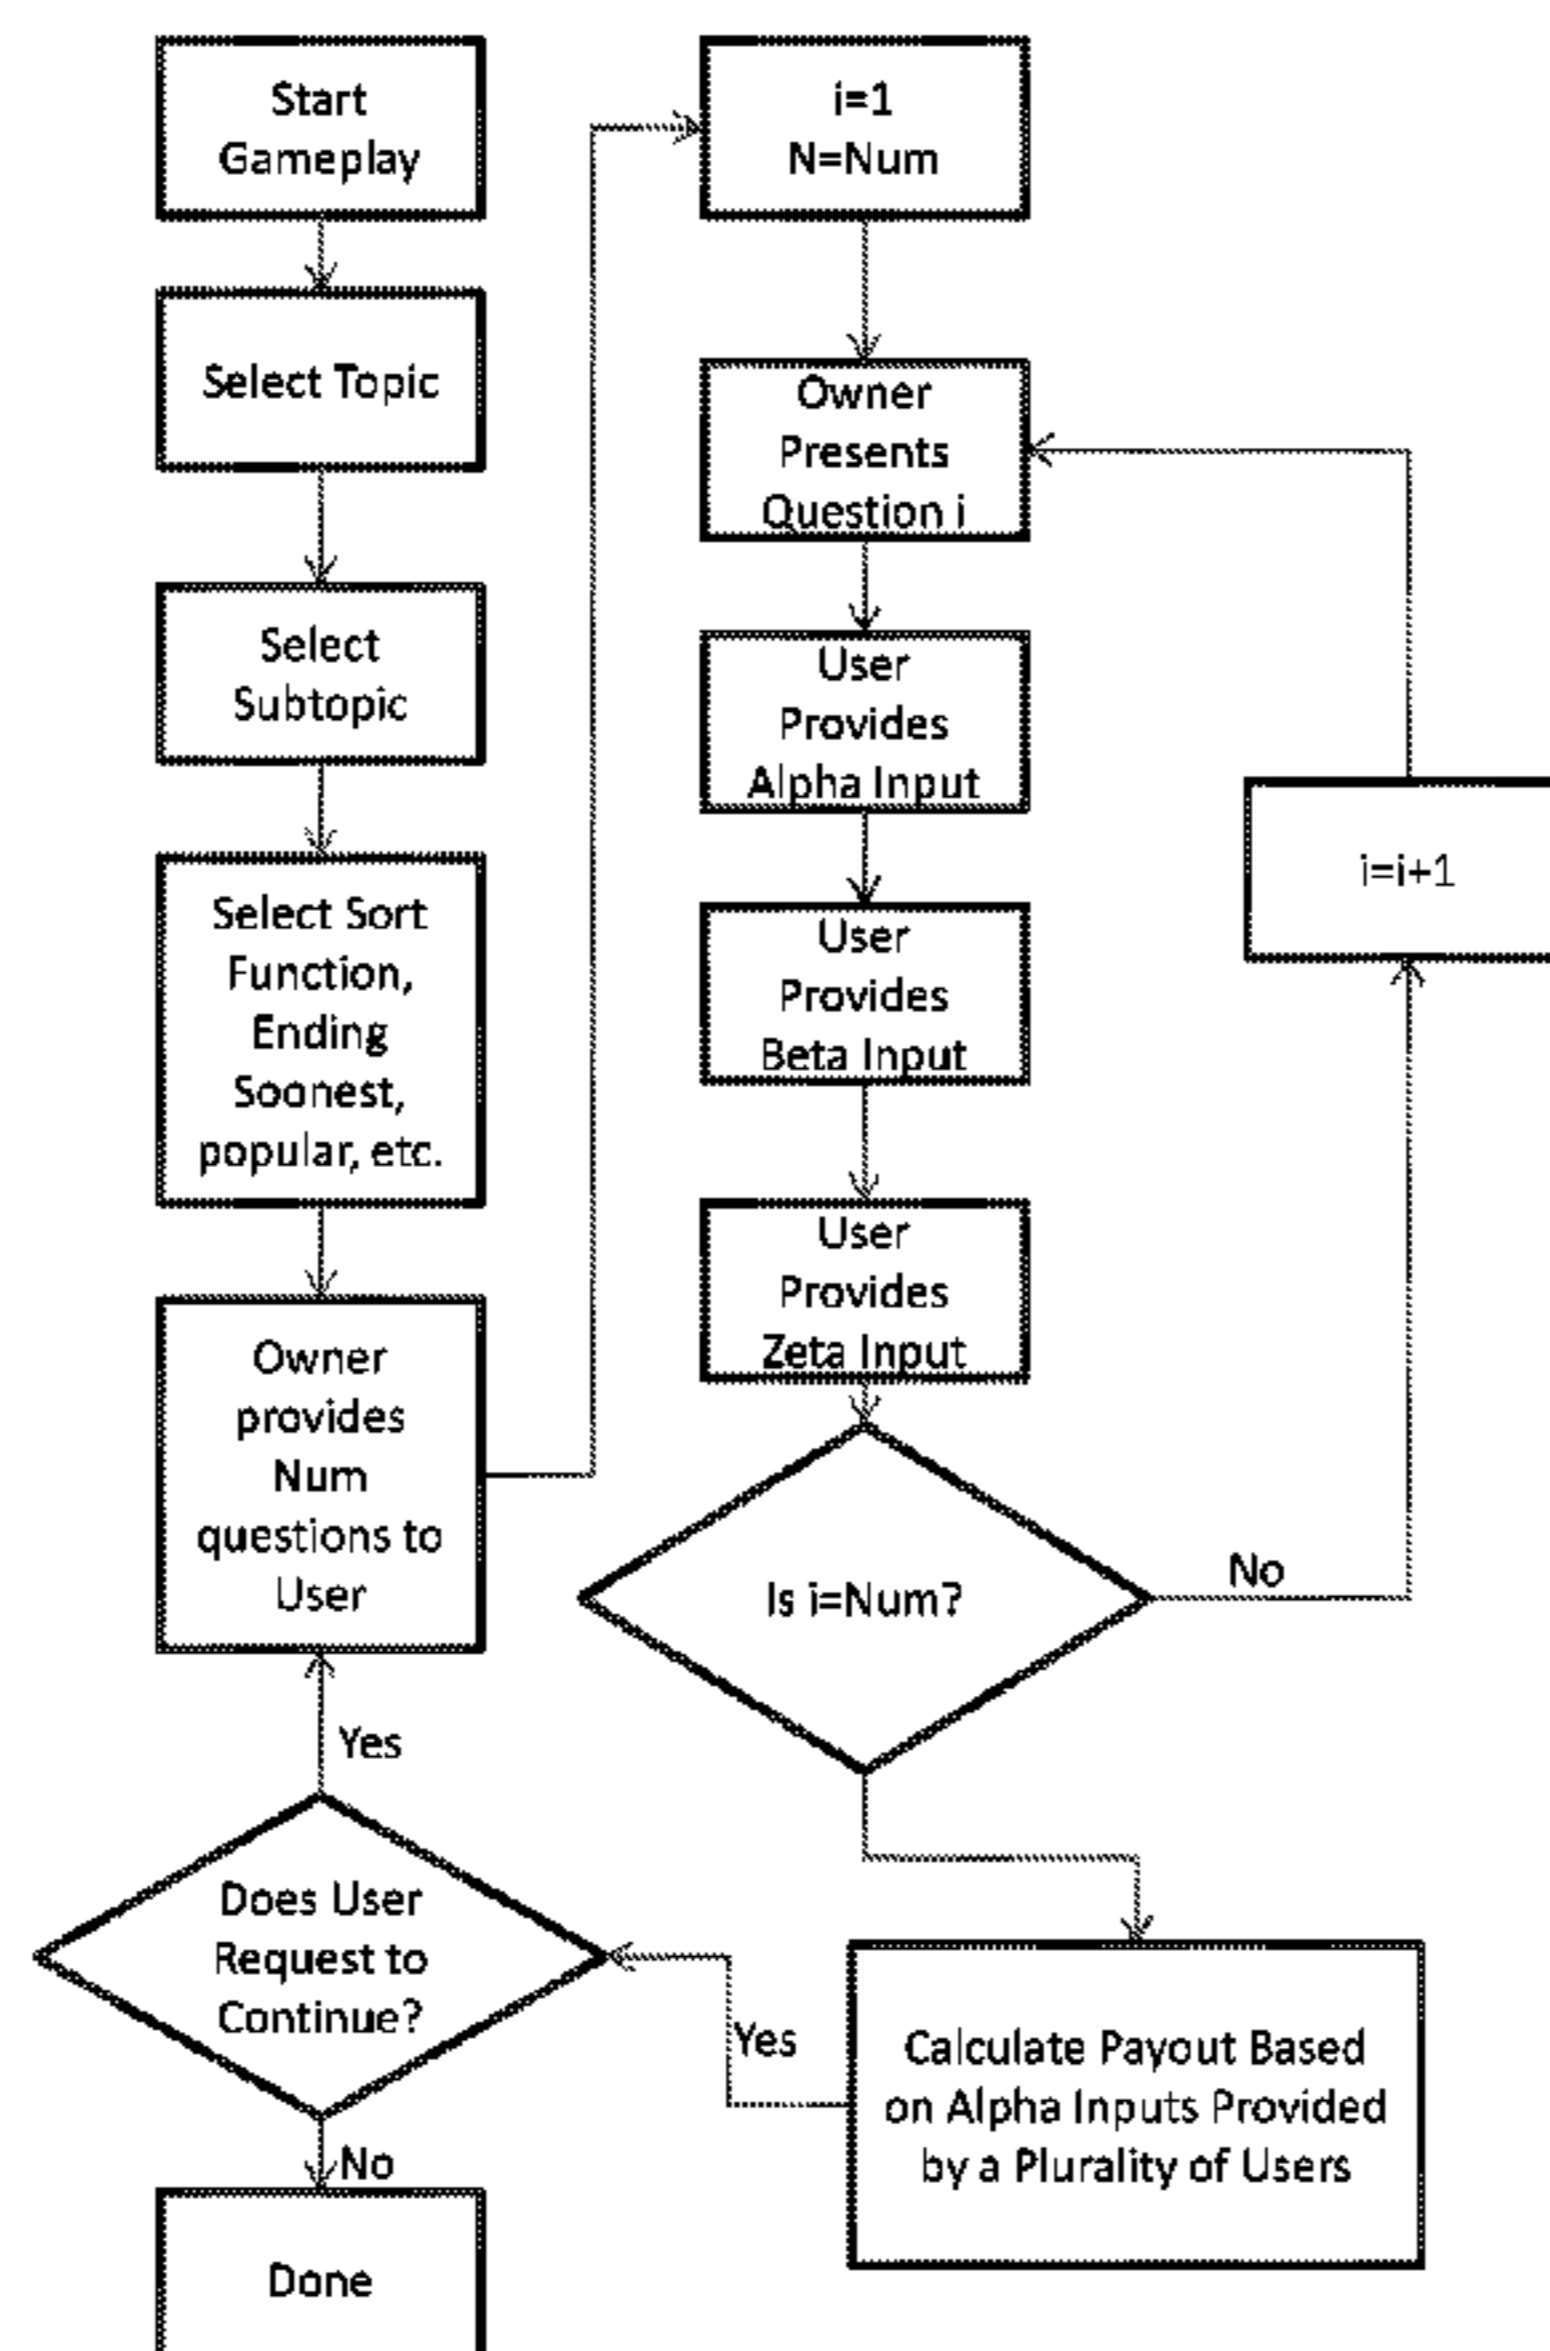 Start
Gameplay
Select Topic
Select
Subtopic
Select Sort
Function,
Ending
Soonest,
popular, etc.
Owner
provides
Num
questions to
User
Yes
Does User
Request to
Continue?
No
Done
i=1
N=Num
Owner
Presents
Question i
User
Provides
Alpha Input
User
Provides
Beta Input
User
Provides
Zeta Input
Is i=Num?
No
i=i+1
Yes
Calculate Payout Based
on Alpha Inputs Provided
by a Plurality of Users